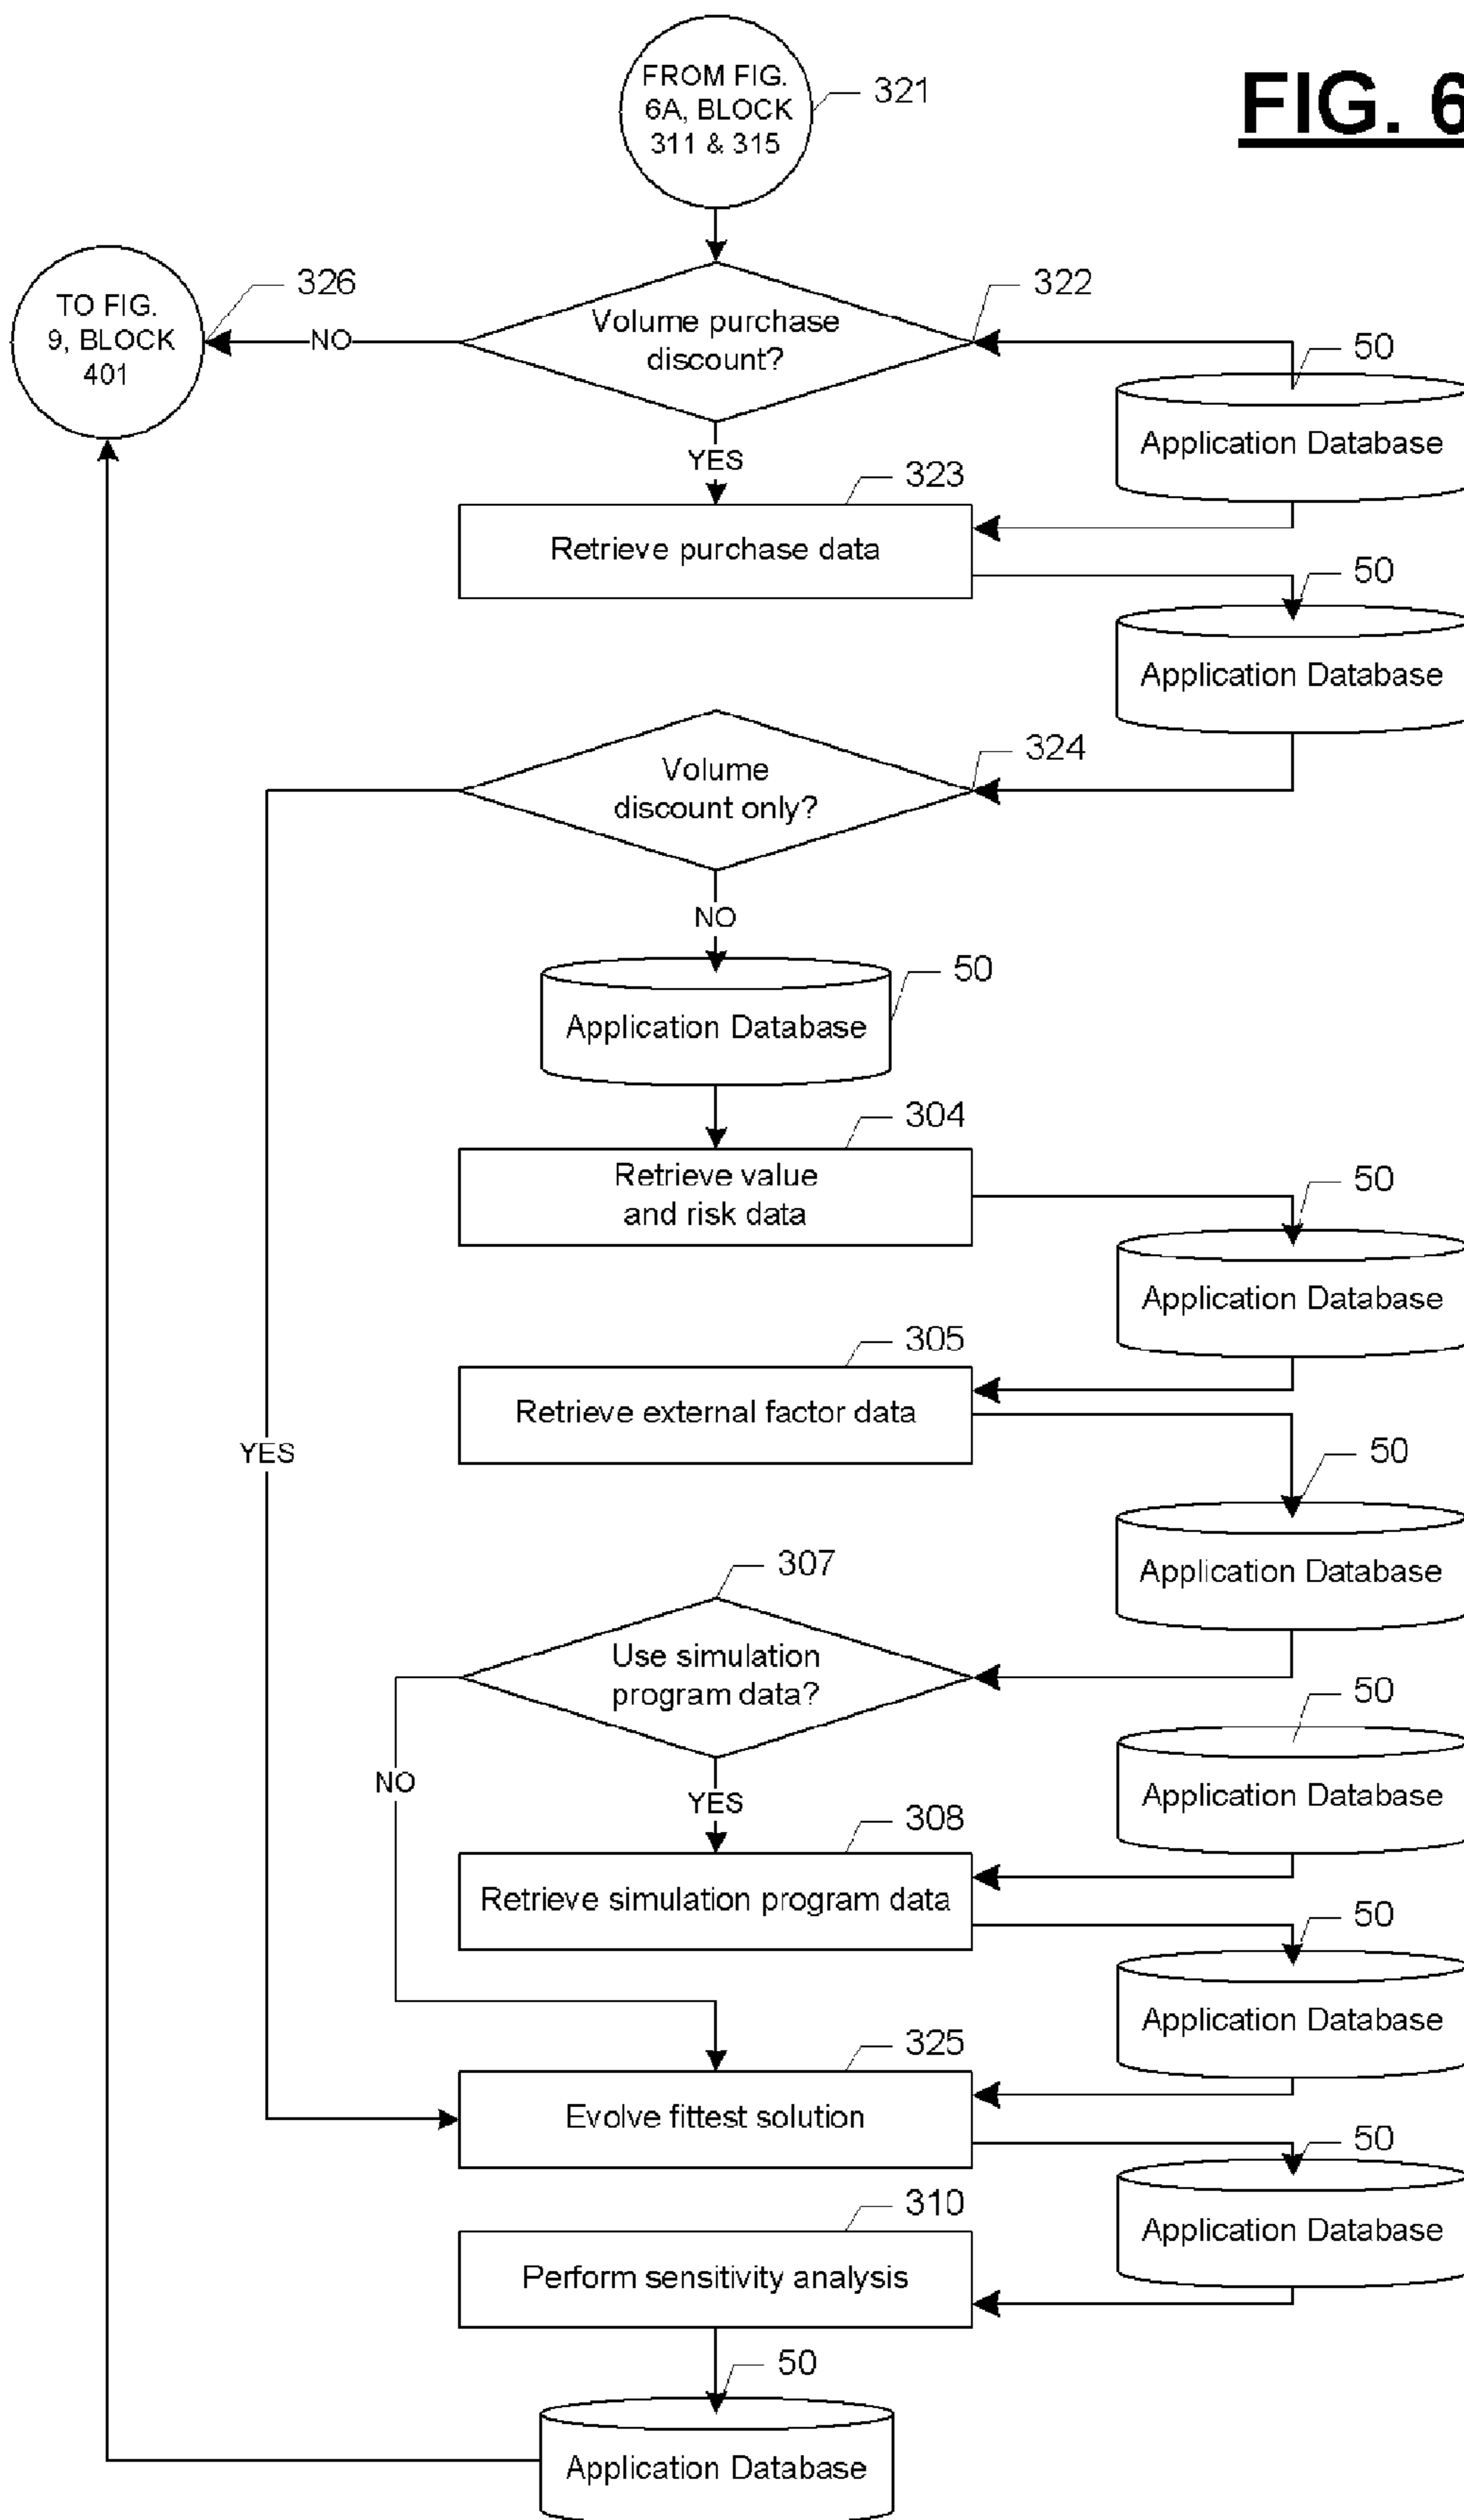 FROM FIG.
6A, BLOCK
311 & 315
321
FIG. 6
326
TO FIG.
9, BLOCK
401
NO
Volume purchase
discount?
322
50
Application Database
YES
323
Retrieve purchase data
50
Application Database
324
Volume
discount only?
NO
50
Application Database
304
Retrieve value
and risk data
50
Application Database
305
Retrieve external factor data
YES
50
Application Database
307
Use simulation
program data?
50
Application Database
NO
YES
308
Retrieve simulation program data
50
Application Database
325
Evolve fittest solution
50
Application Database
310
Perform sensitivity analysis
50
Application Database